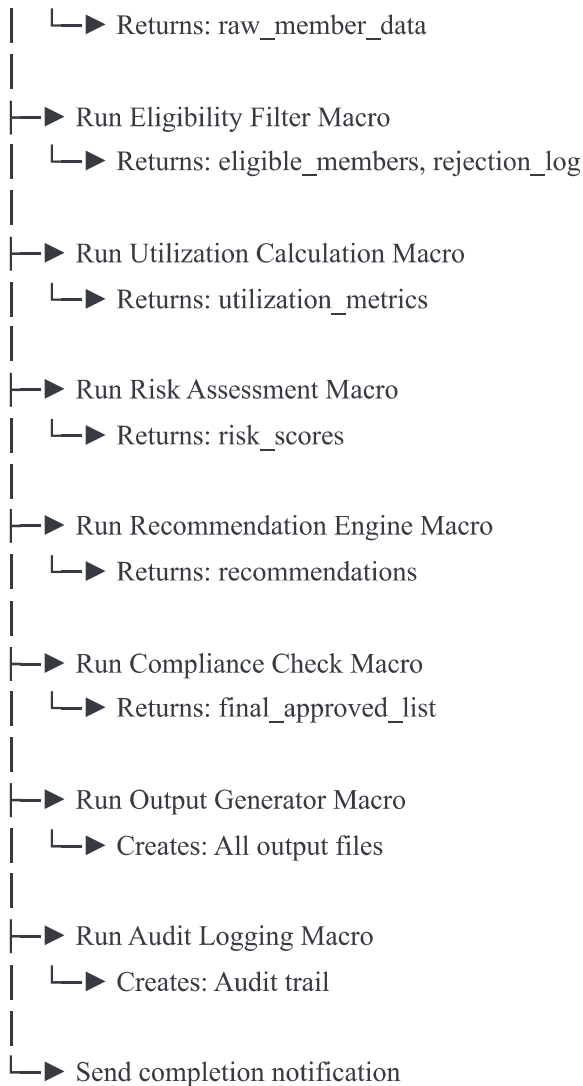 Returns: raw_member_data
Run Eligibility Filter Macro
Returns: eligible_members, rejection_log
Run Utilization Calculation Macro
Returns: utilization_metrics
Run Risk Assessment Macro
Returns: risk_scores
Run Recommendation Engine Macro
Returns: recommendations
Run Compliance Check Macro
Returns: final_approved_list
Run Output Generator Macro
Creates: All output files
Run Audit Logging Macro
Creates: Audit trail
Send completion notification